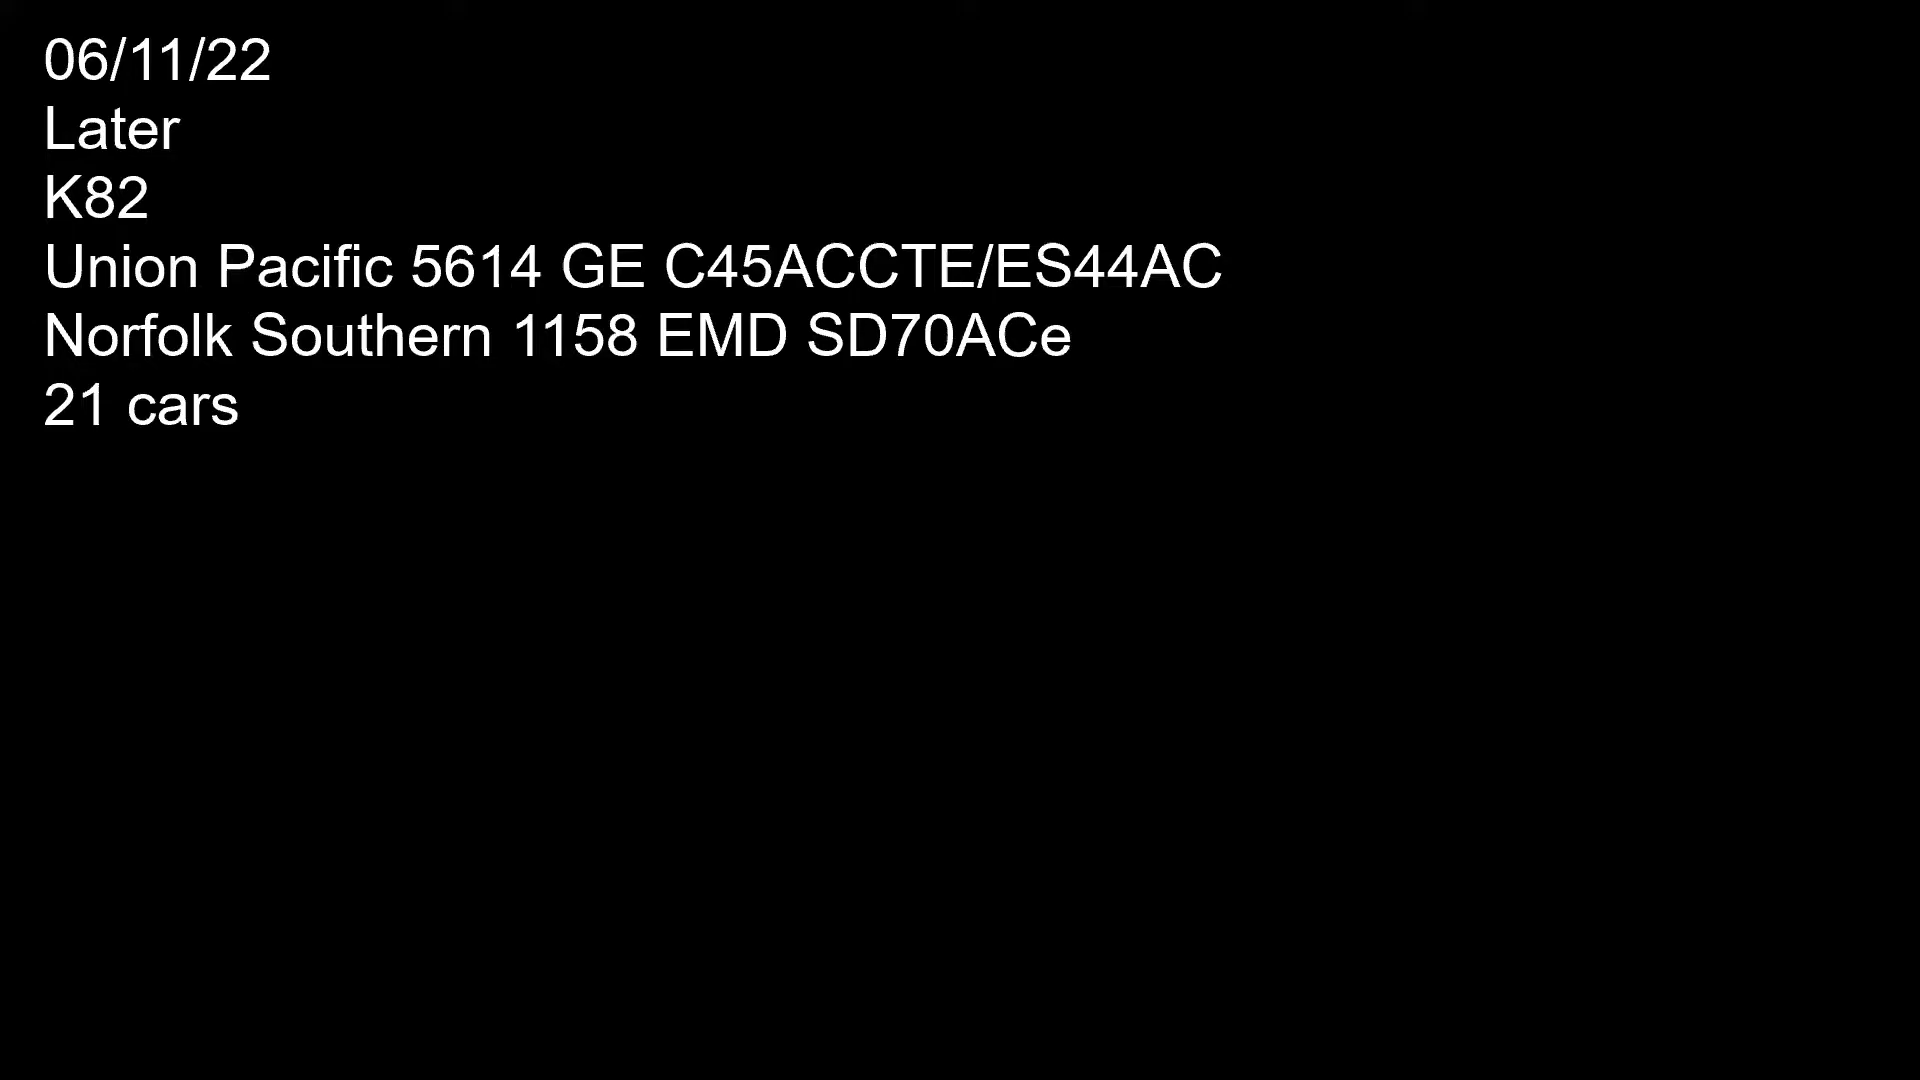 06/11/22
Later
K82
Union Pacific 5614 GE C45ACCTE/ES44AC
Norfolk Southern 1158 EMD SD70ACe
21 cars